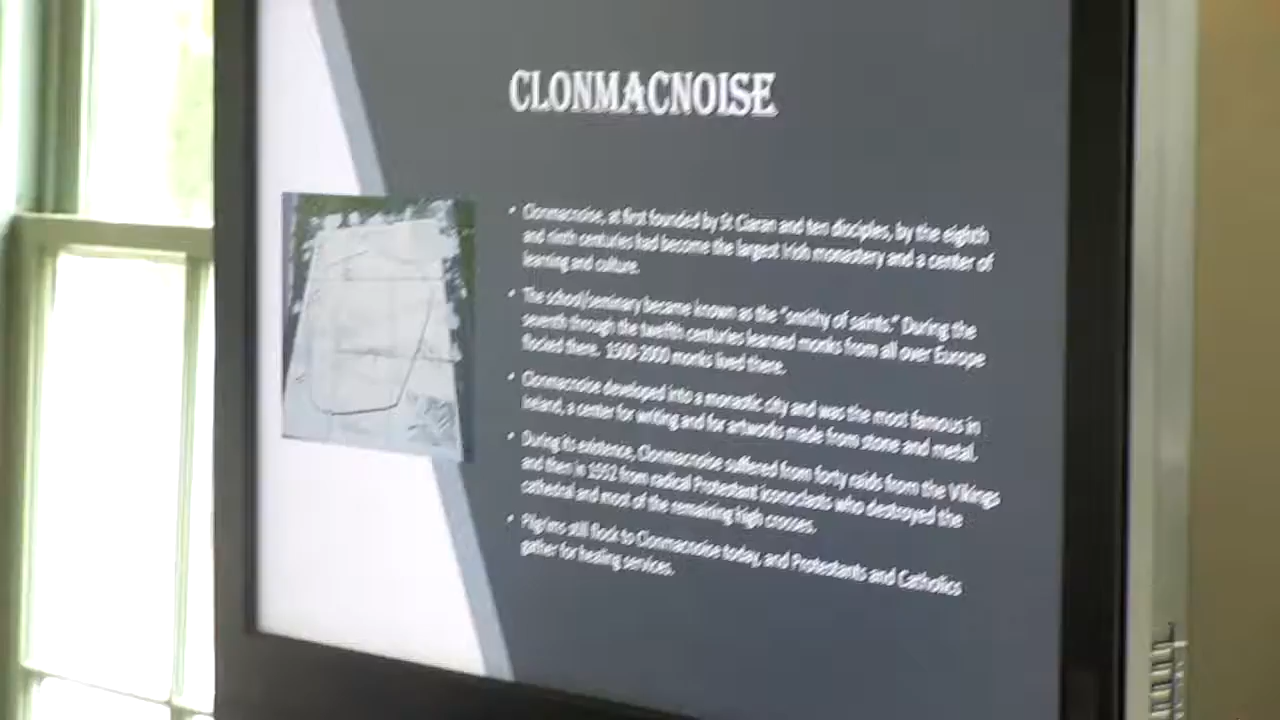 CLONMACNOISE
• Clonmacnoise, at first founded by St Ciaran and ten disciples, by the eighth
and ninth centuries had become the largest Irish monastery and a center of
learning and culture.
• The school/seminary became known as the "smithy of saints." During the
seventh through the twelfth centuries learned monks from all over Europe
flocked there. 1500-2000 monks lived there.
• Clonmacnoise developed into a monastic city and was the most famous in
Ireland, a center for writing and for artworks made from stone and metal.
• During its existence, Clonmacnoise suffered from forty raids from the Vikings
and then in 1552 from radical Protestant iconoclasts who destroyed the
cathedral and most of the remaining high crosses.
• Pilgrims still flock to Clonmacnoise today, and Protestants and Catholics
gather for healing services.